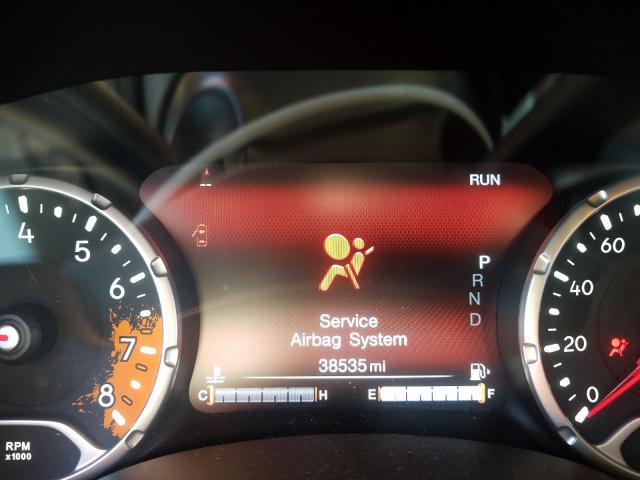 RUN
4
5
6
7
8
RPM
x1000
P
R
N
D
Service
Airbag System
38535 mi
C H
E F
60
40
20
0